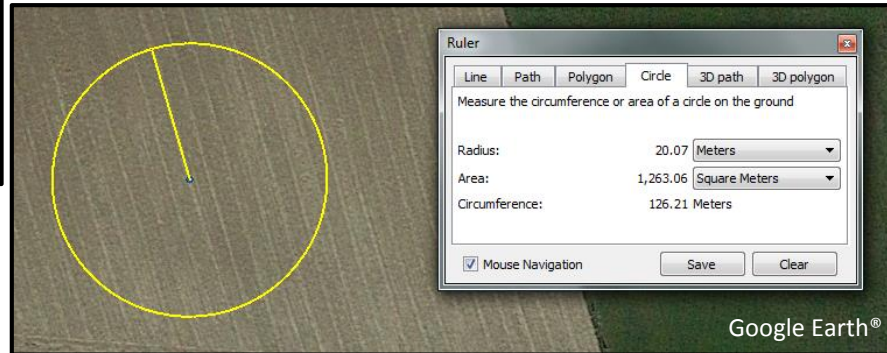 Ruler
Line Path Polygon Circle 3D path 3D polygon
Measure the circumference or area of a circle on the ground
Radius: 20.07 Meters
Area: 1,263.06 Square Meters
Circumference: 126.21 Meters
Mouse Navigation Save Clear
Google Earth®